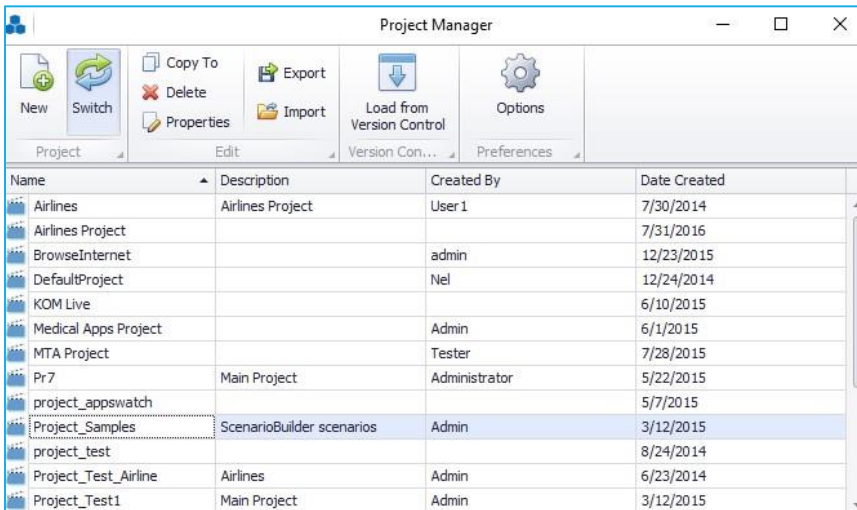 Project Manager
New
Switch
Copy To
Delete
Properties
Export
Import
Load from
Version Control
Options
Project
Edit
Version Con...
Preferences
Name Description Created By Date Created
Airlines Airlines Project User1 7/30/2014
Airlines Project 7/31/2016
BrowseInternet admin 12/23/2015
DefaultProject Nel 12/24/2014
KOM Live 6/10/2015
Medical Apps Project Admin 6/1/2015
MTA Project Tester 7/28/2015
Pr7 Main Project Administrator 5/22/2015
project_appswatch 5/7/2015
Project_Samples ScenarioBuilder scenarios Admin 3/12/2015
project_test 8/24/2014
Project_Test_Airline Airlines Admin 6/23/2014
Project_Test1 Main Project Admin 3/12/2015